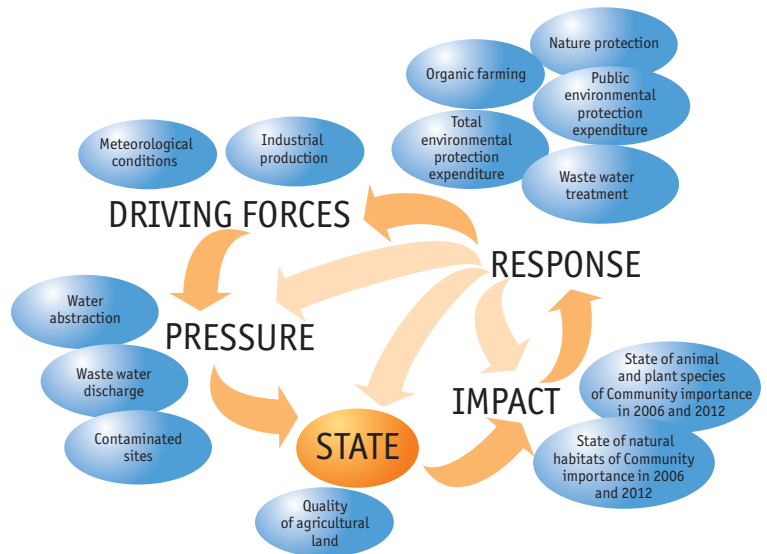 Nature protection
Organic farming
Public
environmental
protection
expenditure
Total
environmental
protection
expenditure
Waste water
treatment
Meteorological
conditions
Industrial
production
DRIVING FORCES
RESPONSE
Water
abstraction
PRESSURE
Waste water
discharge
Contaminated
sites
STATE
Quality
of agricultural
land
IMPACT
State of animal
and plant species
of Community importance
in 2006 and 2012
State of natural
habitats of Community
importance in 2006
and 2012